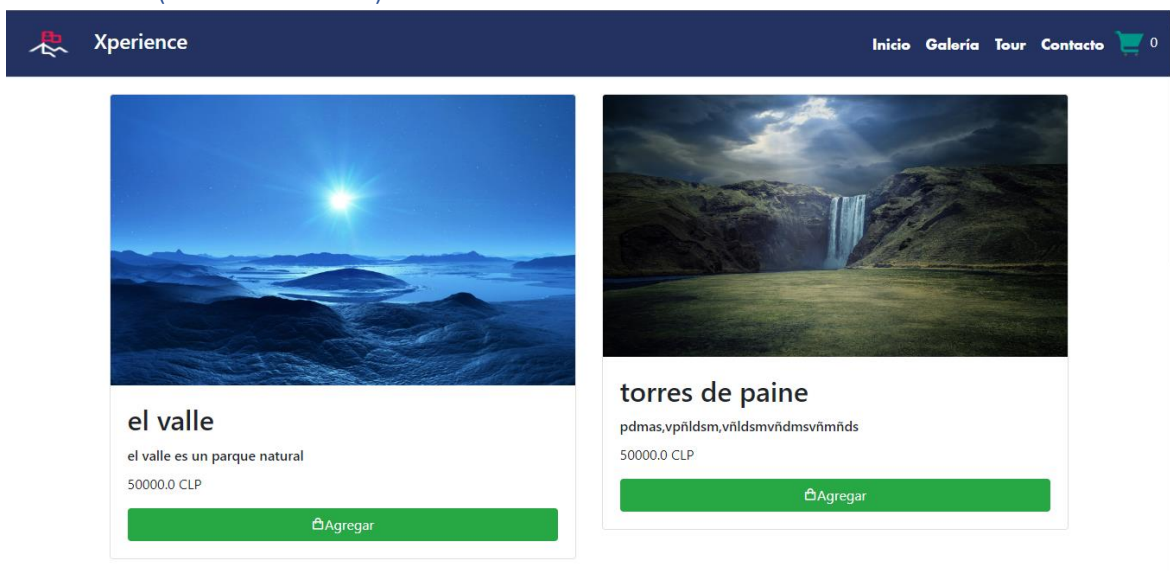 Xperience
Inicio Galería Tour Contacto 0
el valle
el valle es un parque natural
50000.0 CLP
Agregar
torres de paine
pdmas,vpñldsm,vñldsmvñdmsvñmñds
50000.0 CLP
Agregar